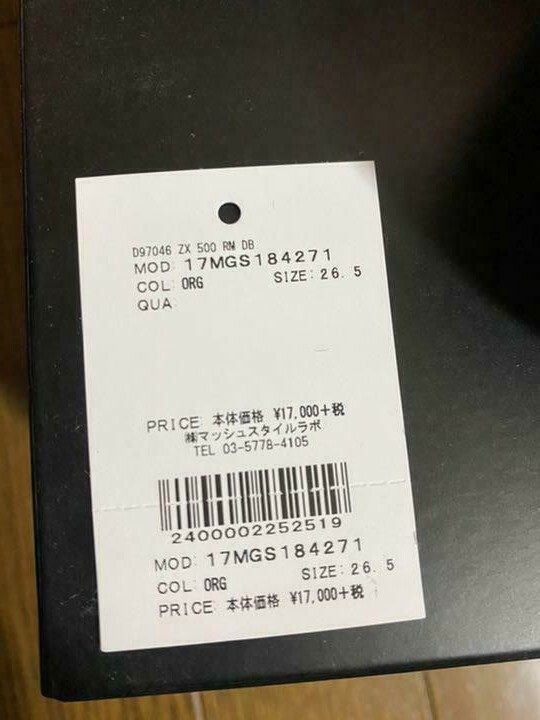 D97046 ZX 500 RM DB
MOD: 17MGS184271
COL: ORG SIZE: 26.5
QUA:
PRICE: 本体価格 ¥17,000+税
㈱マッシュスタイルラボ
TEL 03-5778-4105
2400002252519
MOD: 17MGS184271
COL: ORG SIZE: 26.5
PRICE: 本体価格 ¥17,000+税